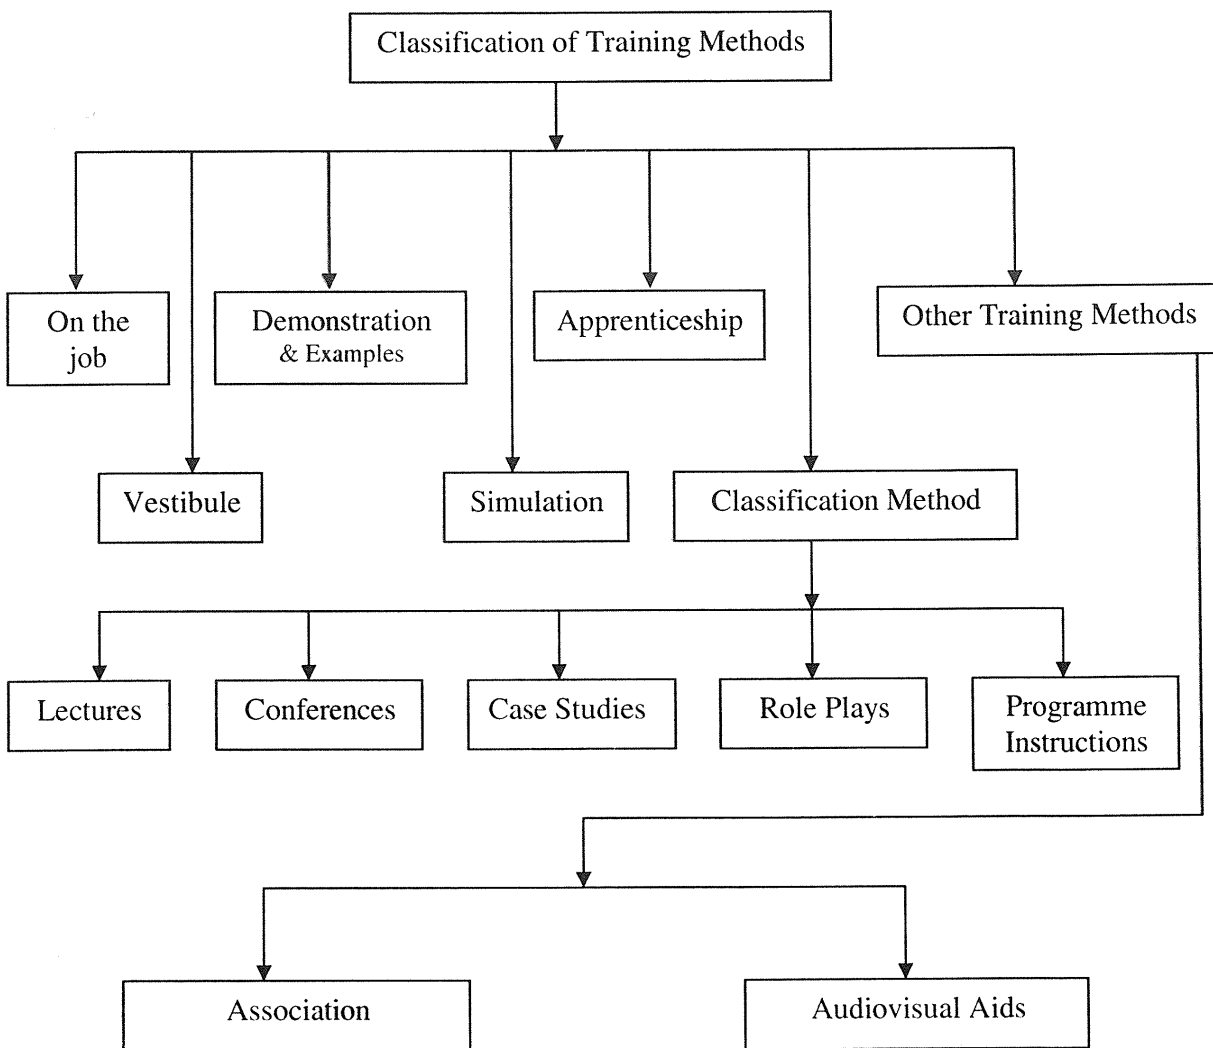 Classification of Training Methods
On the
job
Demonstration
& Examples
Apprenticeship
Other Training Methods
Vestibule
Simulation
Classification Method
Lectures
Conferences
Case Studies
Role Plays
Programme
Instructions
Association
Audiovisual Aids